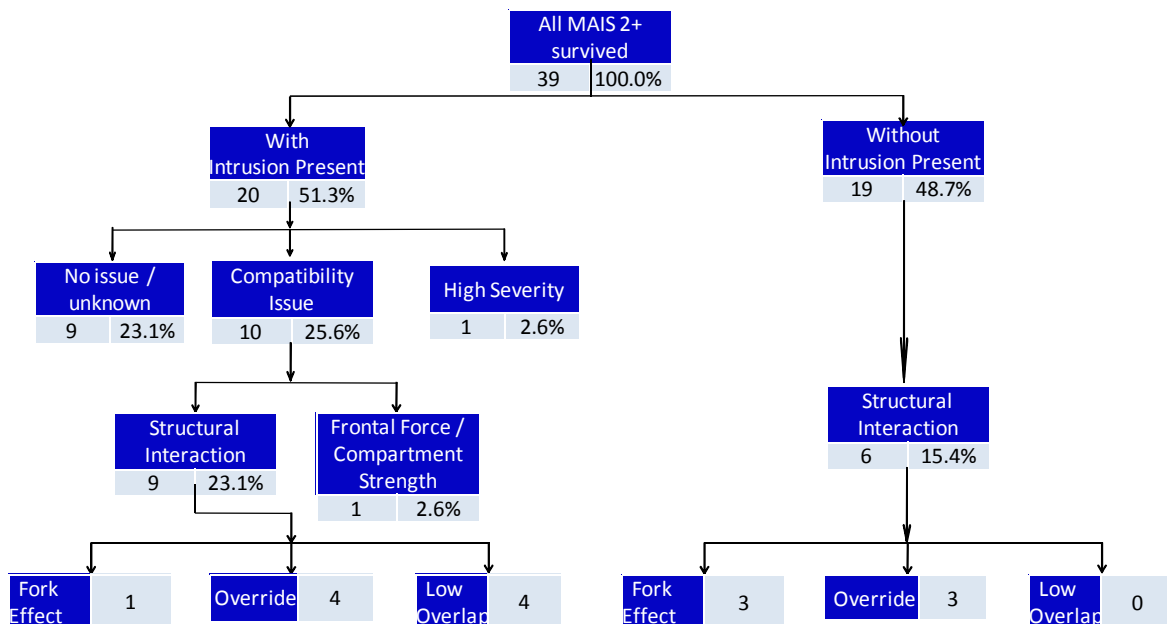 All MAIS 2+
survived
39 100.0%
With
Intrusion Present
20 51.3%
Without
Intrusion Present
19 48.7%
No issue /
unknown
9 23.1%
Compatibility
Issue
10 25.6%
High Severity
1 2.6%
Structural
Interaction
9 23.1%
Frontal Force /
Compartment
Strength
1 2.6%
Structural
Interaction
6 15.4%
Fork
Effect
1
Override
4
Low
Overlap
4
Fork
Effect
3
Override
3
Low
Overlap
0